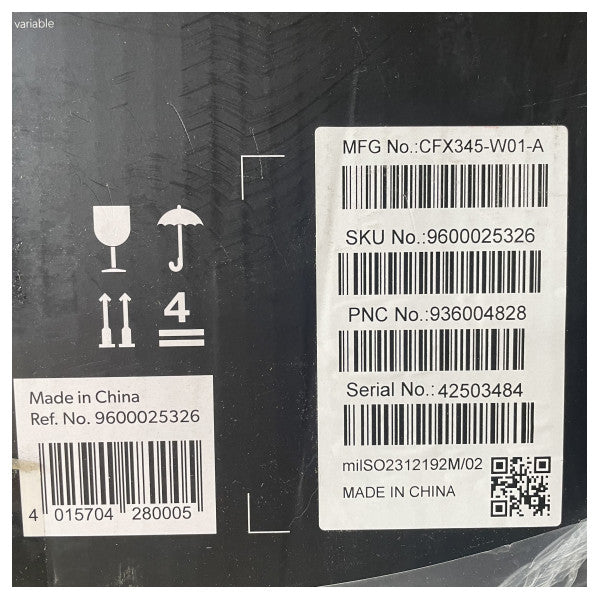 variable
MFG No.:CFX345-W01-A
SKU No.:9600025326
PNC No.:936004828
Serial No.:42503484
miISO2312192M/02
MADE IN CHINA
4
Made in China
Ref. No. 9600025326
4 015704 280005